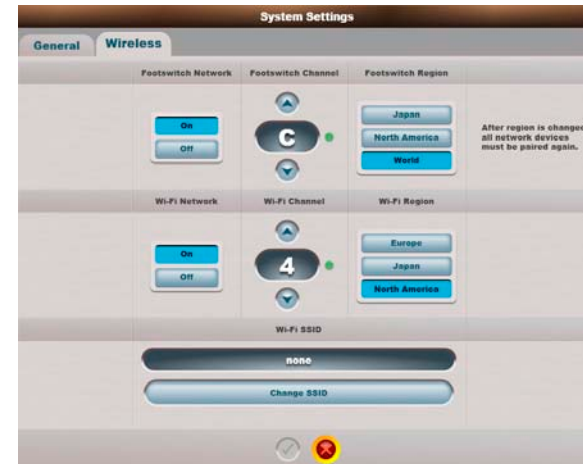 System Settings
General Wireless
Footswitch Network Footswitch Channel Footswitch Region
On
Off
C
Japan
North America
World
After region is changed
all network devices
must be paired again.
Wi-Fi Network Wi-Fi Channel Wi-Fi Region
On
Off
4
Europe
Japan
North America
Wi-Fi SSID
none
Change SSID